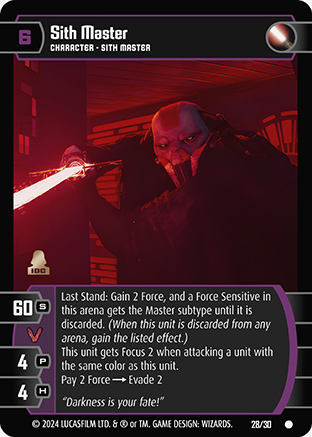 6
Sith Master
CHARACTER - SITH MASTER
IDC
60 S
4 P
4 H
Last Stand: Gain 2 Force, and a Force Sensitive in
this arena gets the Master subtype until it is
discarded. (When this unit is discarded from any
arena, gain the listed effect.)
This unit gets Focus 2 when attacking a unit with
the same color as this unit.
Pay 2 Force → Evade 2
"Darkness is your fate!"
© 2024 LUCASFILM LTD. & ® or TM. GAME DESIGN: WIZARDS.
28/30